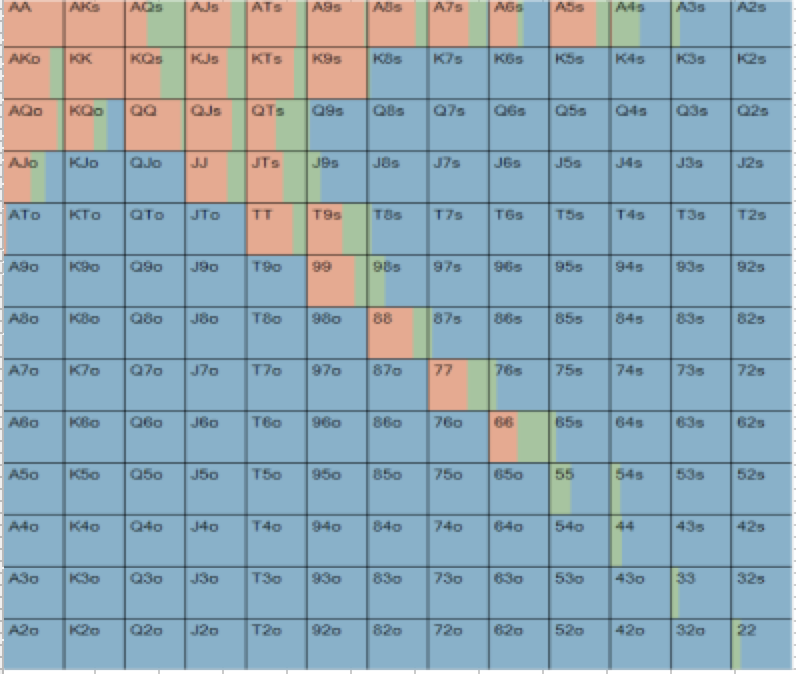 AA AKs AQs AJs ATs A9s A8s A7s A6s A5s A4s A3s A2s
AKo KK KQs KJs KTs K9s K8s K7s K6s K5s K4s K3s K2s
AQo KQo QQ QJs QTs Q9s Q8s Q7s Q6s Q5s Q4s Q3s Q2s
AJo KJo QJo JJ JTs J9s J8s J7s J6s J5s J4s J3s J2s
ATo KTo QTo JTo TT T9s T8s T7s T6s T5s T4s T3s T2s
A9o K9o Q9o J9o T9o 99 98s 97s 96s 95s 94s 93s 92s
A8o K8o Q8o J8o T8o 98o 88 87s 86s 85s 84s 83s 82s
A7o K7o Q7o J7o T7o 97o 87o 77 76s 75s 74s 73s 72s
A6o K6o Q6o J6o T6o 96o 86o 76o 66 65s 64s 63s 62s
A5o K5o Q5o J5o T5o 95o 85o 75o 65o 55 54s 53s 52s
A4o K4o Q4o J4o T4o 94o 84o 74o 64o 54o 44 43s 42s
A3o K3o Q3o J3o T3o 93o 83o 73o 63o 53o 43o 33 32s
A2o K2o Q2o J2o T2o 92o 82o 72o 62o 52o 42o 32o 22